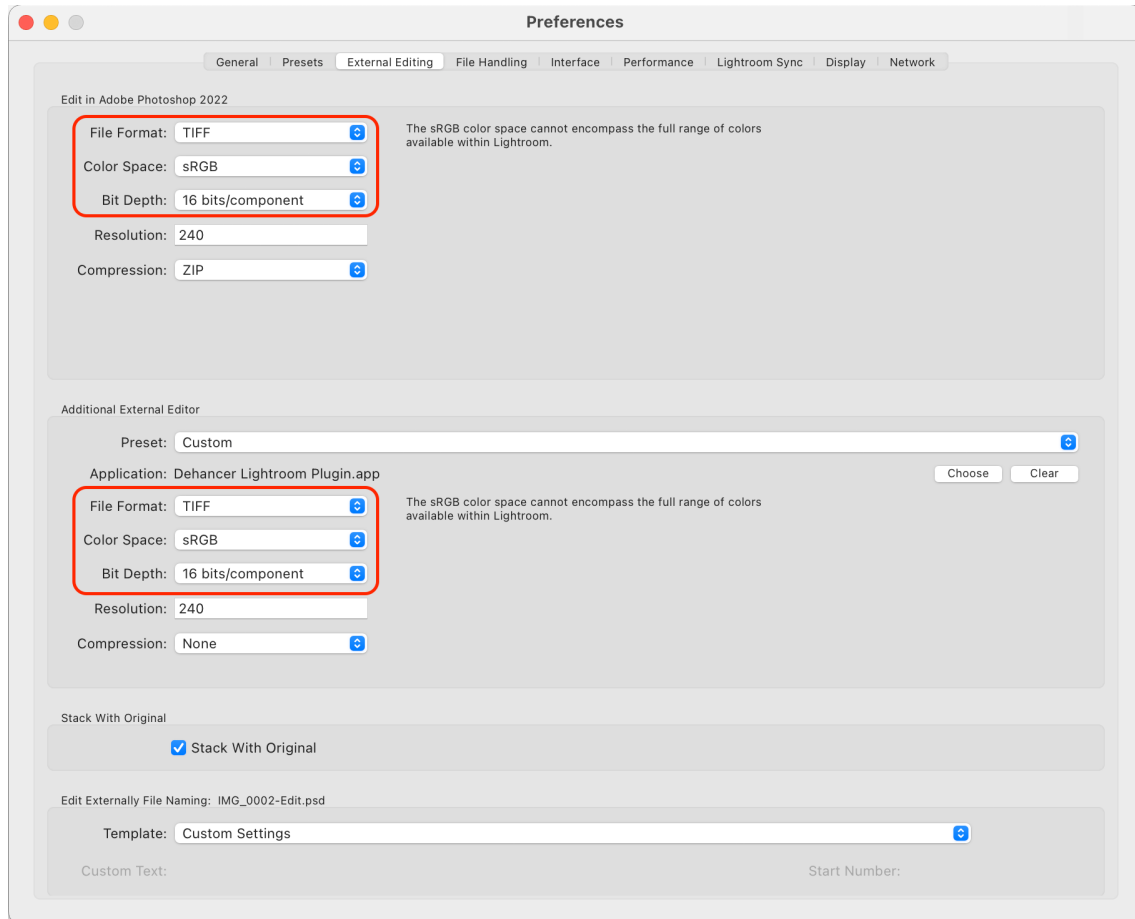 Preferences
General Presets External Editing File Handling Interface Performance Lightroom Sync Display Network
Edit in Adobe Photoshop 2022
File Format: TIFF
The sRGB color space cannot encompass the full range of colors
available within Lightroom.
Color Space: sRGB
Bit Depth: 16 bits/component
Resolution: 240
Compression: ZIP
Additional External Editor
Preset: Custom
Application: Dehancer Lightroom Plugin.app Choose Clear
File Format: TIFF
The sRGB color space cannot encompass the full range of colors
available within Lightroom.
Color Space: sRGB
Bit Depth: 16 bits/component
Resolution: 240
Compression: None
Stack With Original
Stack With Original
Edit Externally File Naming: IMG_0002-Edit.psd
Template: Custom Settings
Custom Text: Start Number: